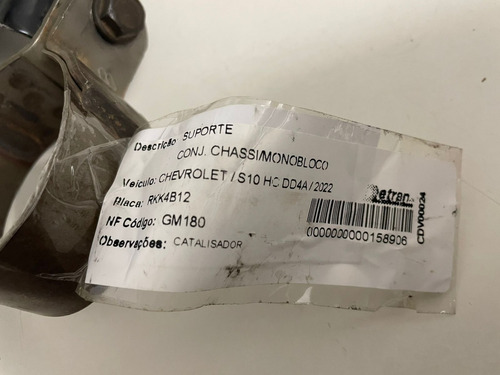 Descrição: SUPORTE
CONJ. CHASSI/MONOBLOCO
Veículo: CHEVROLET / S10 HC DD4A / 2022
Placa: RKK4B12
NF Código: GM180
Observações: CATALISADOR
detran
0000000000158906
CDV00024